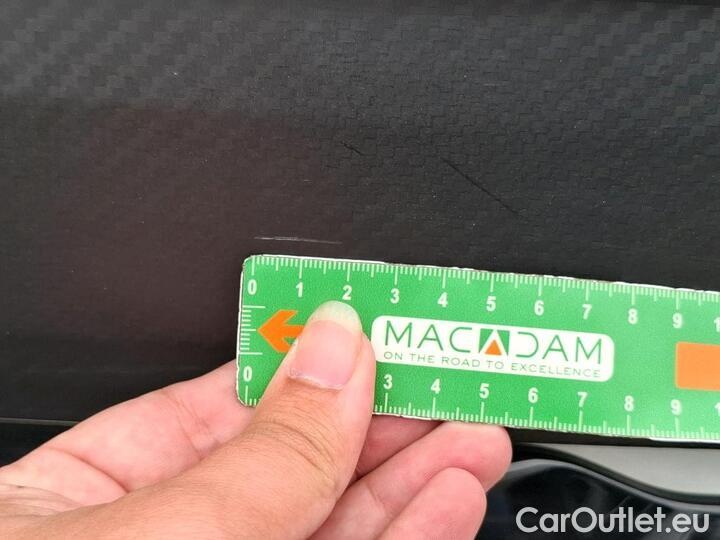 0 1 2 3 4 5 6 7 8 9
MACADAM
ON THE ROAD TO EXCELLENCE
0 3 4 5 6 7 8 9
CarOutlet.eu